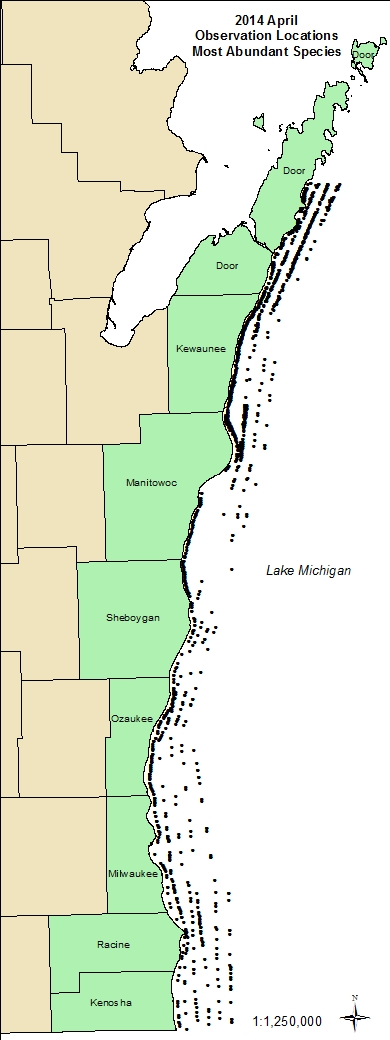 2014 April
Observation Locations
Most Abundant Species
Door
Door
Door
Kewaunee
Manitowoc
Lake Michigan
Sheboygan
Ozaukee
Milwaukee
Racine
Kenosha
N
1:1,250,000